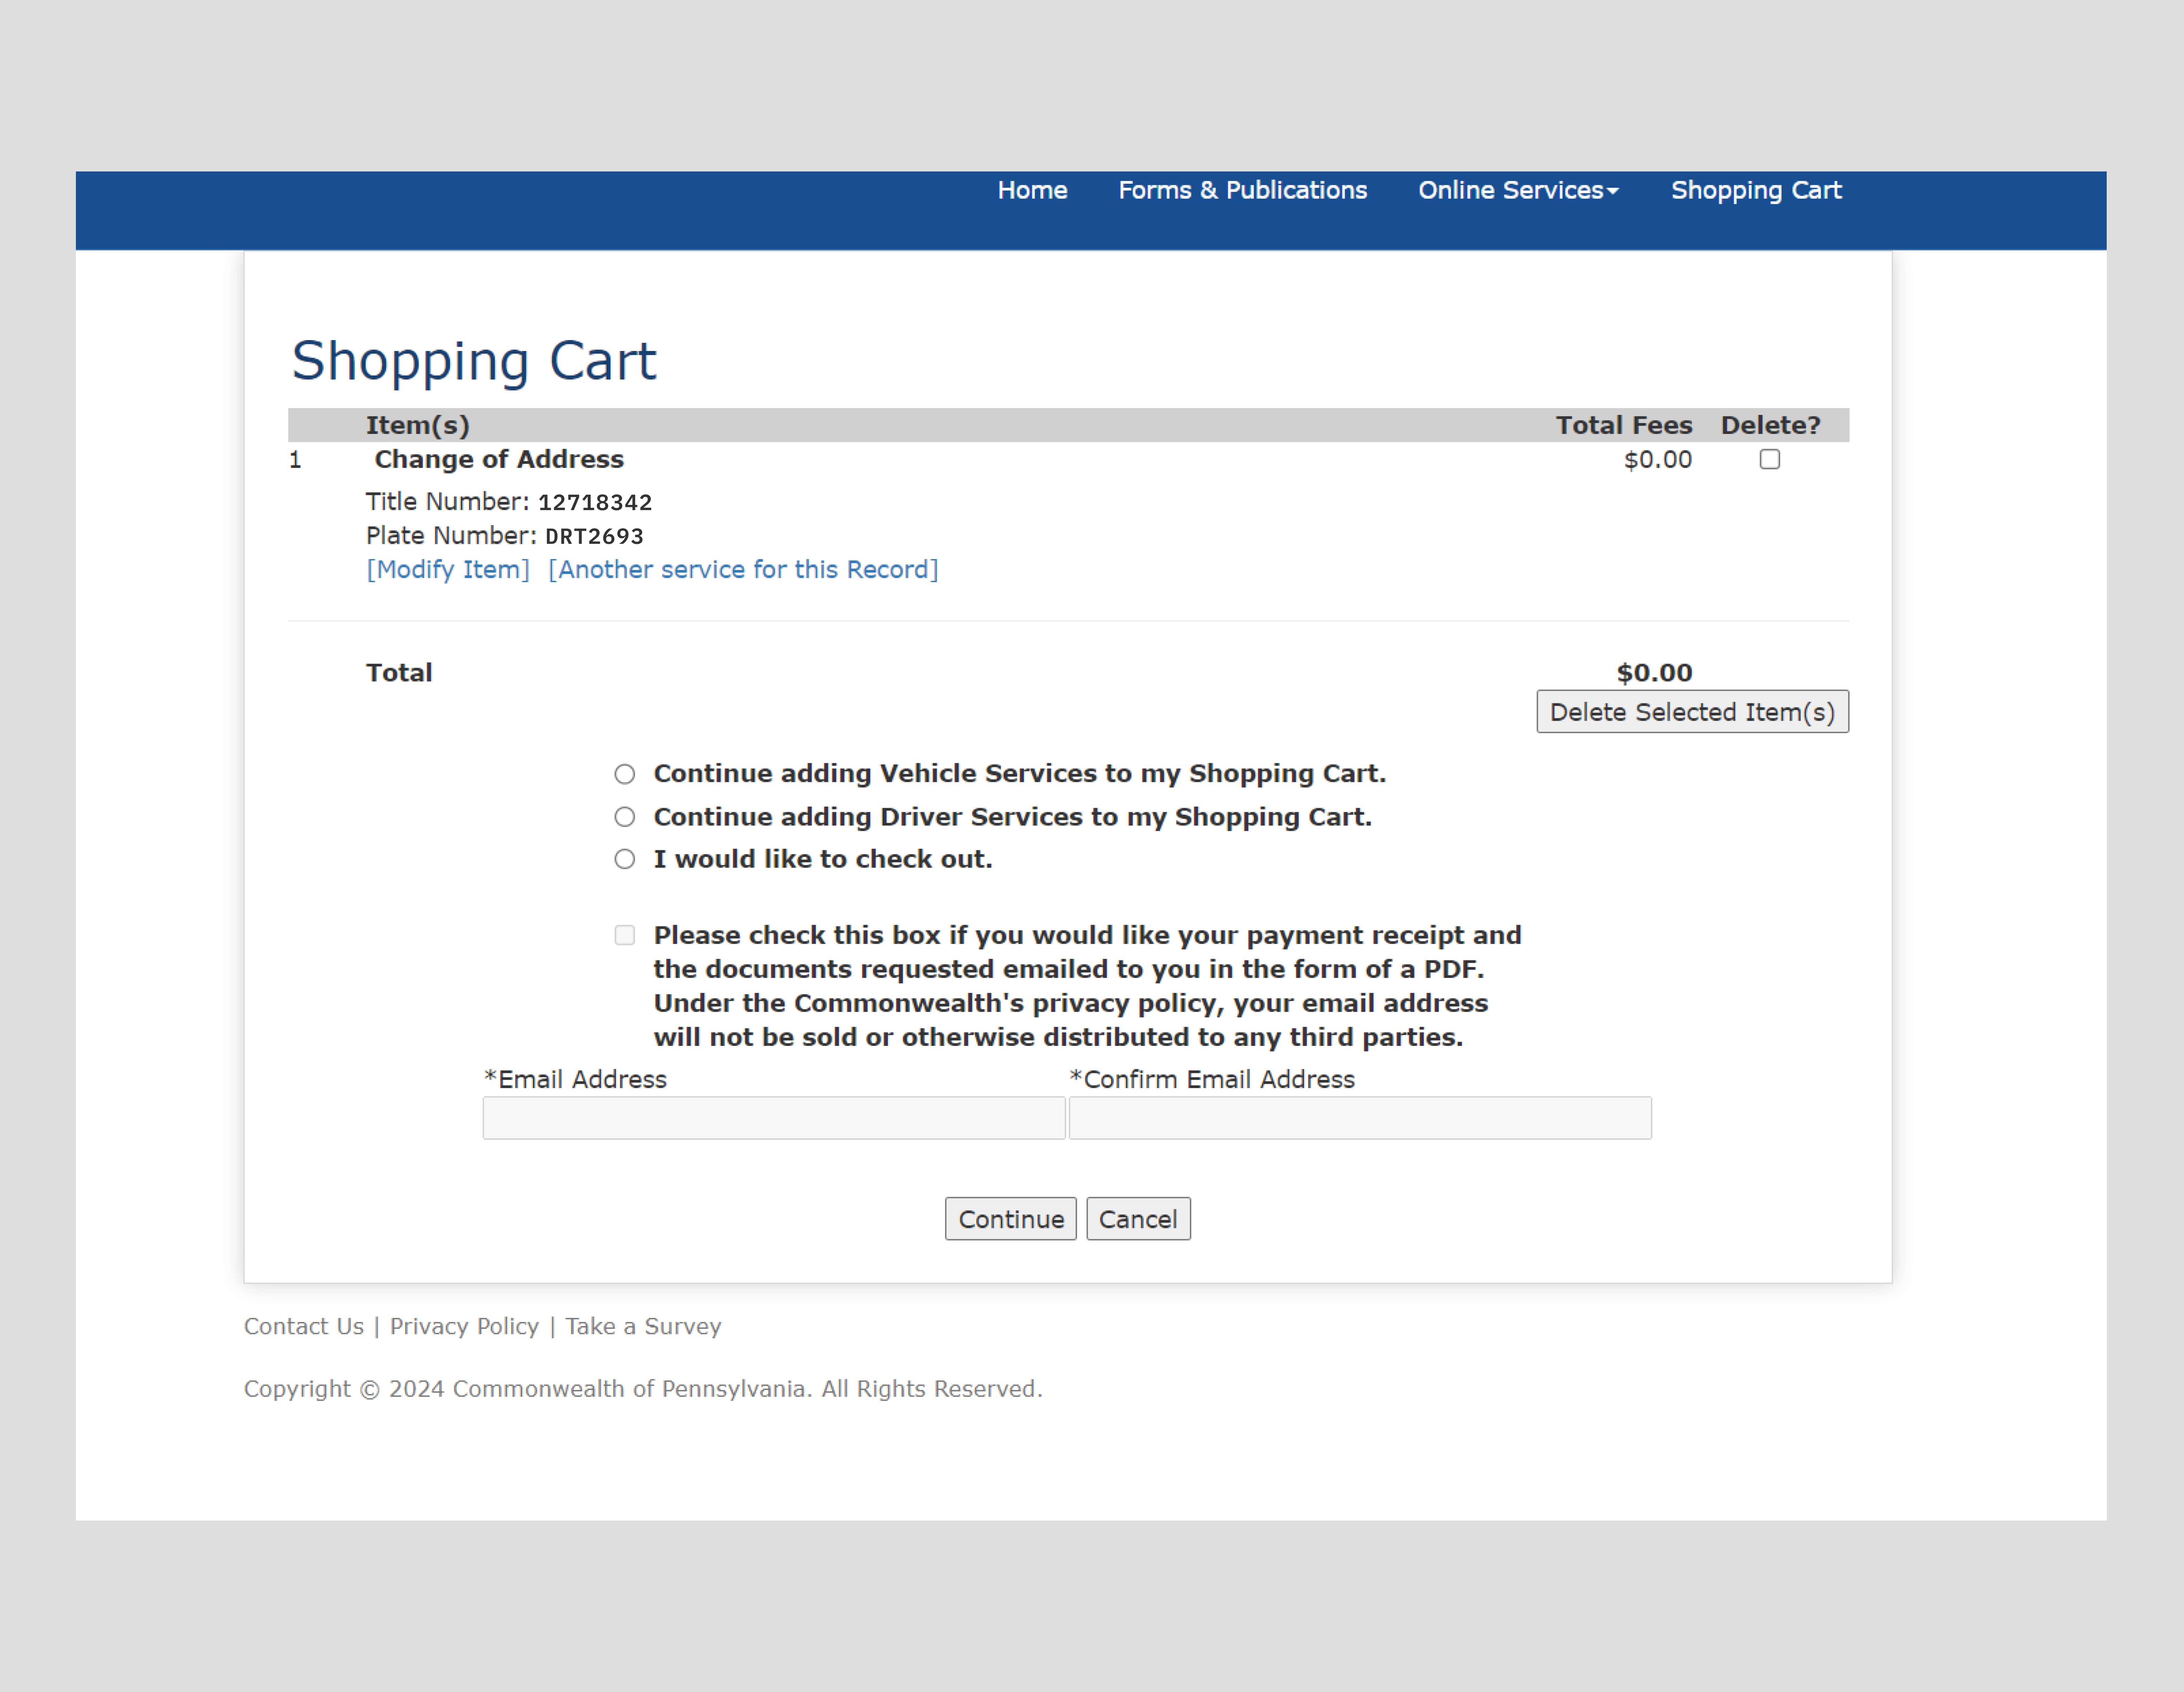 Home Forms & Publications Online Services Shopping Cart
Shopping Cart
Item(s) Total Fees Delete?
1 Change of Address $0.00
Title Number: 12718342
Plate Number: DRT2693
[Modify Item] [Another service for this Record]
Total $0.00
Delete Selected Item(s)
Continue adding Vehicle Services to my Shopping Cart.
Continue adding Driver Services to my Shopping Cart.
I would like to check out.
Please check this box if you would like your payment receipt and
the documents requested emailed to you in the form of a PDF.
Under the Commonwealth's privacy policy, your email address
will not be sold or otherwise distributed to any third parties.
*Email Address *Confirm Email Address
Continue Cancel
Contact Us | Privacy Policy | Take a Survey
Copyright © 2024 Commonwealth of Pennsylvania. All Rights Reserved.